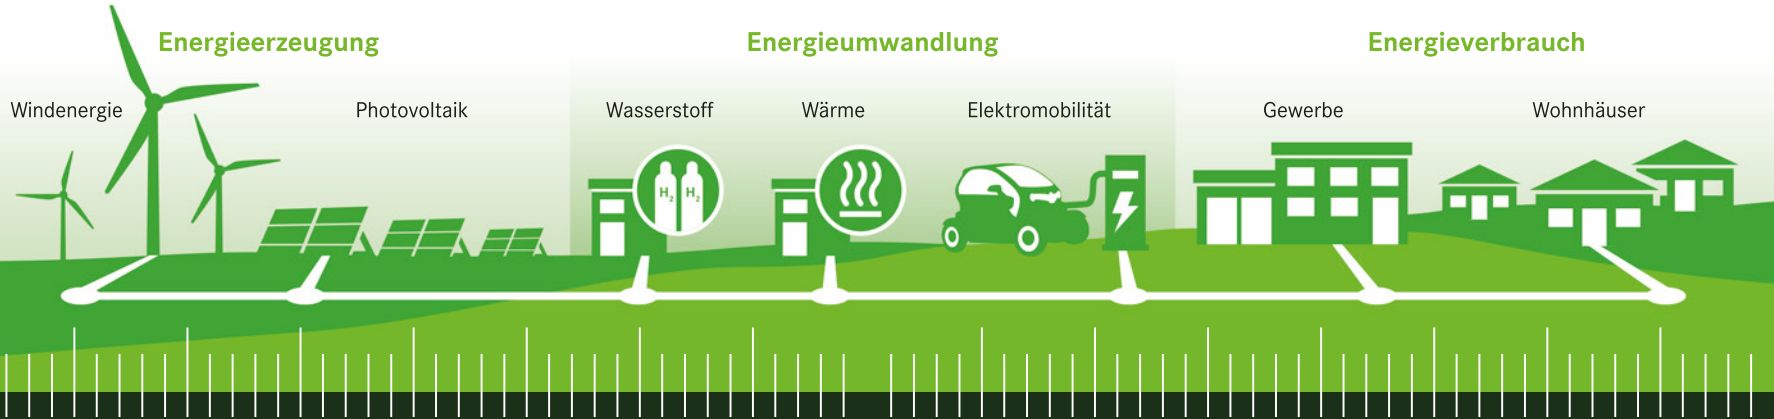 Energieerzeugung
Energieumwandlung
Energieverbrauch
Windenergie
Photovoltaik
Wasserstoff
Wärme
Elektromobilität
Gewerbe
Wohnhäuser
H2 H2